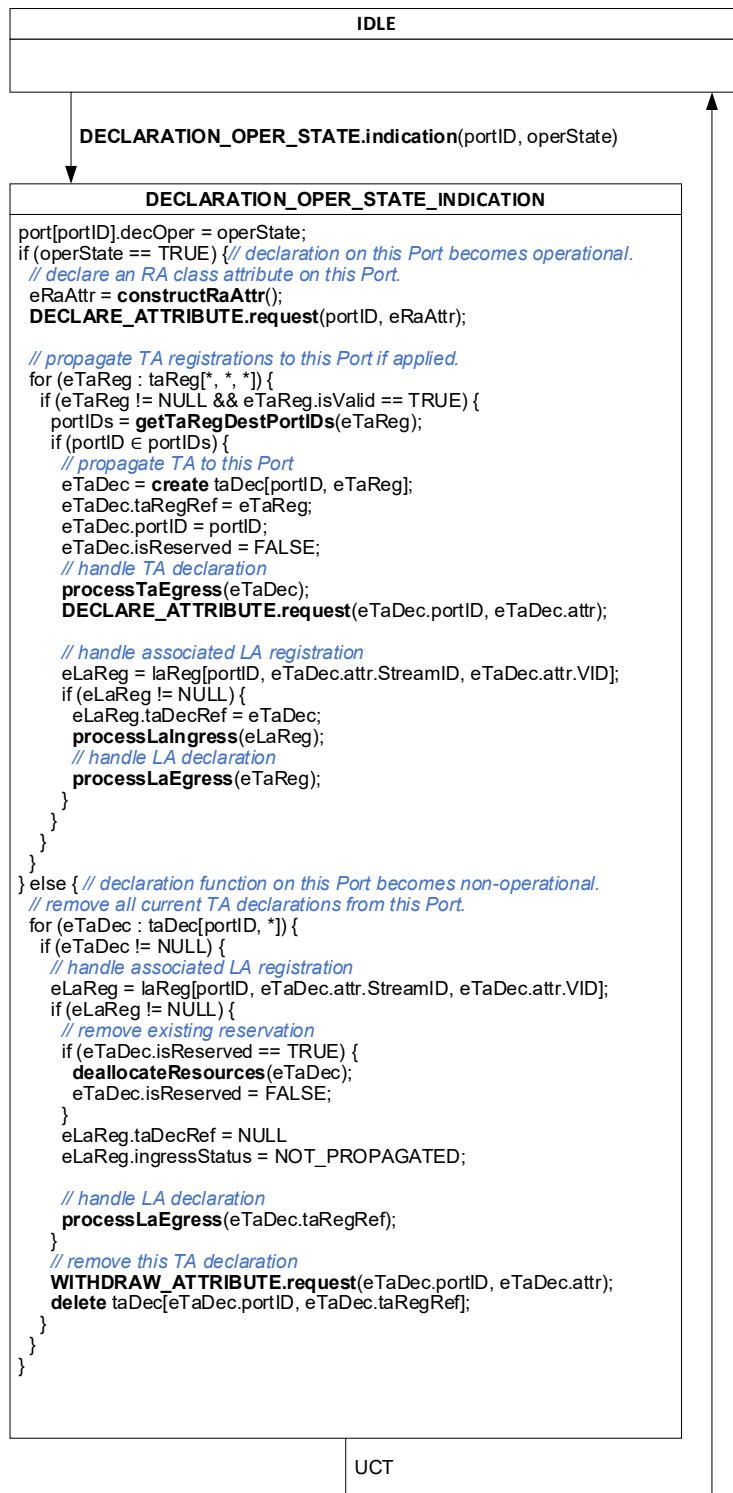 IDLE
DECLARATION_OPER_STATE.indication(portID, operState)
DECLARATION_OPER_STATE_INDICATION
port[portID].decOper = operState;
if (operState == TRUE) {// declaration on this Port becomes operational.
// declare an RA class attribute on this Port.
eRaAttr = constructRaAttr();
DECLARE_ATTRIBUTE.request(portID, eRaAttr);
// propagate TA registrations to this Port if applied.
for (eTaReg : taReg[*, *, *]) {
if (eTaReg != NULL && eTaReg.isValid == TRUE) {
portIDs = getTaRegDestPortIDs(eTaReg);
if (portID ∈ portIDs) {
// propagate TA to this Port
eTaDec = create taDec[portID, eTaReg];
eTaDec.taRegRef = eTaReg;
eTaDec.portID = portID;
eTaDec.isReserved = FALSE;
// handle TA declaration
processTaEgress(eTaDec);
DECLARE_ATTRIBUTE.request(eTaDec.portID, eTaDec.attr);
// handle associated LA registration
eLaReg = laReg[portID, eTaDec.attr.StreamID, eTaDec.attr.VID];
if (eLaReg != NULL) {
eLaReg.taDecRef = eTaDec;
processLaIngress(eLaReg);
// handle LA declaration
processLaEgress(eTaReg);
}
}
}
}
} else { // declaration function on this Port becomes non-operational.
// remove all current TA declarations from this Port.
for (eTaDec : taDec[portID, *]) {
if (eTaDec != NULL) {
// handle associated LA registration
eLaReg = laReg[portID, eTaDec.attr.StreamID, eTaDec.attr.VID];
if (eLaReg != NULL) {
// remove existing reservation
if (eTaDec.isReserved == TRUE) {
deallocateResources(eTaDec);
eTaDec.isReserved = FALSE;
}
eLaReg.taDecRef = NULL
eLaReg.ingressStatus = NOT_PROPAGATED;
// handle LA declaration
processLaEgress(eTaDec.taRegRef);
}
// remove this TA declaration
WITHDRAW_ATTRIBUTE.request(eTaDec.portID, eTaDec.attr);
delete taDec[eTaDec.portID, eTaDec.taRegRef];
}
}
}
UCT